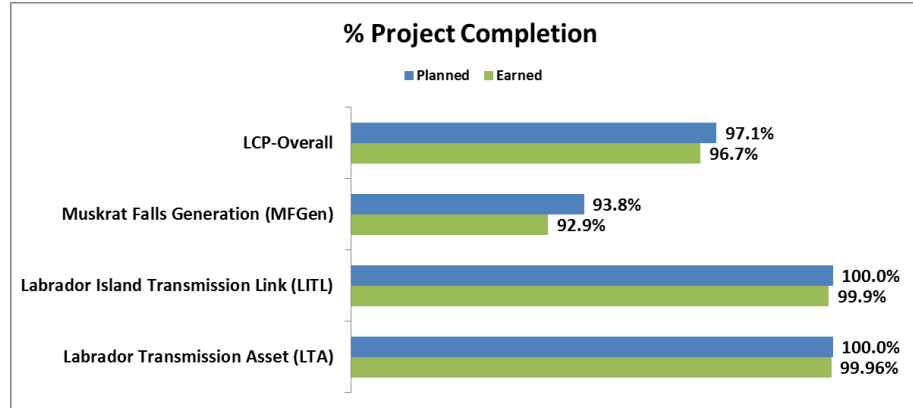 % Project Completion
Planned Earned
LCP-Overall
97.1%
96.7%
Muskrat Falls Generation (MFGen)
93.8%
92.9%
Labrador Island Transmission Link (LITL)
100.0%
99.9%
Labrador Transmission Asset (LTA)
100.0%
99.96%